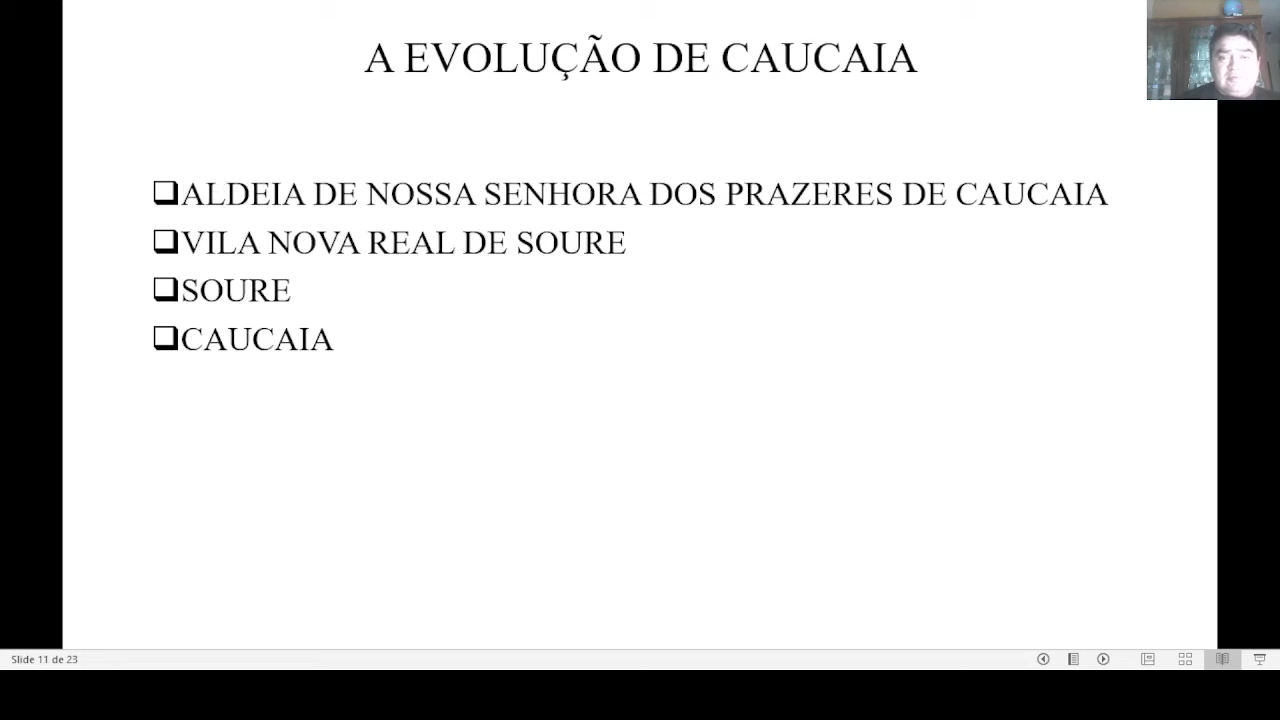 A EVOLUÇÃO DE CAUCAIA
ALDEIA DE NOSSA SENHORA DOS PRAZERES DE CAUCAIA
VILA NOVA REAL DE SOURE
SOURE
CAUCAIA
Slide 11 de 23